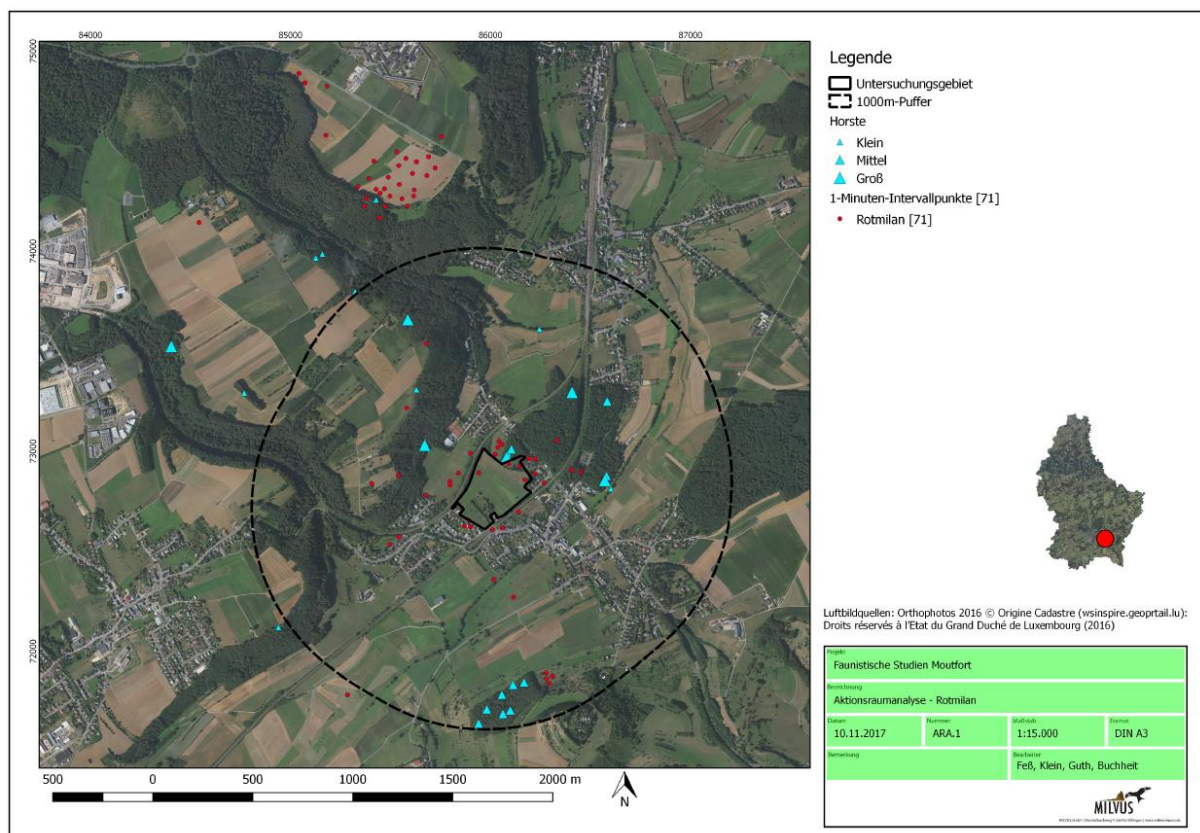 84000
85000
86000
87000
75000
74000
73000
72000
Legende
Untersuchungsgebiet
1000m-Puffer
Horste
Klein
Mittel
Groß
1-Minuten-Intervallpunkte [71]
Rotmilan [71]
Luftbildquellen: Orthophotos 2016 © Origine Cadastre (wsinspire.geoprtail.lu):
Droits réservés à l'Etat du Grand Duché de Luxembourg (2016)
Projekt
Faunistische Studien Moutfort
Bezeichnung
Aktionsraumanalyse - Rotmilan
Datum
10.11.2017
Nummer
ARA.1
Maßstab
1:15.000
Format
DIN A3
Bemerkung
Bearbeiter
Feß, Klein, Guth, Buchheit
MILVUS
500 0 500 1000 1500 2000 m
N